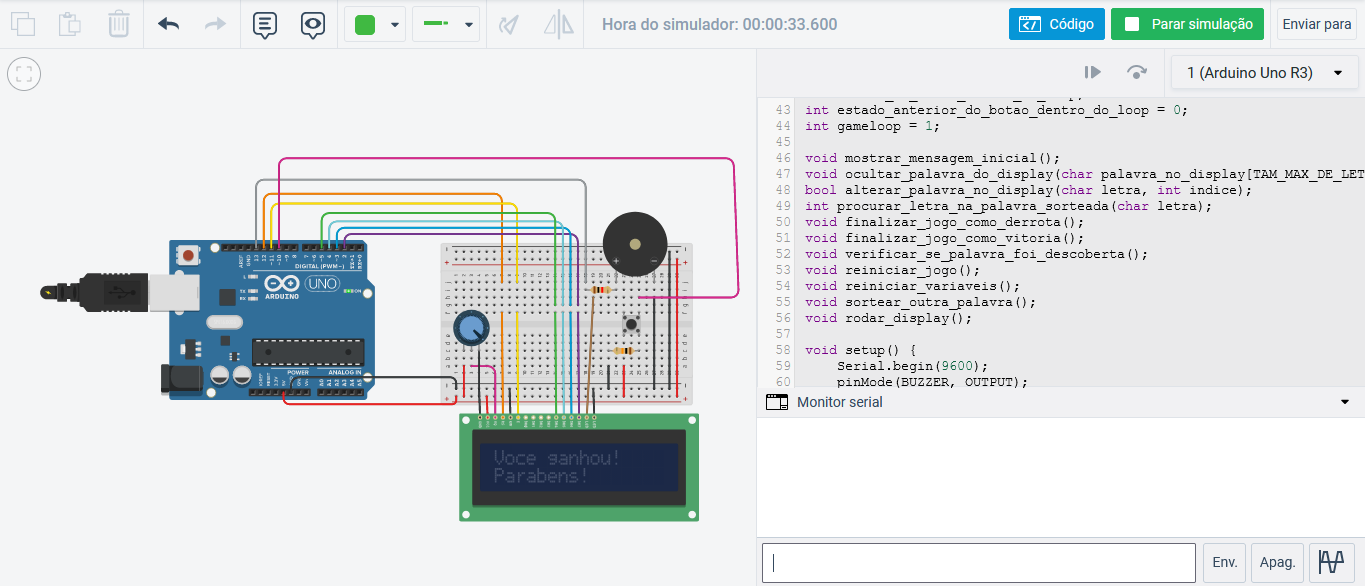 Hora do simulador: 00:00:33.600
Código
Parar simulação
Enviar para
1 (Arduino Uno R3)
43 int estado_anterior_do_botao_dentro_do_loop = 0;
44 int gameloop = 1;
45
46 void mostrar_mensagem_inicial();
47 void ocultar_palavra_do_display(char palavra_no_display[TAM_MAX_DE_LET
48 bool alterar_palavra_no_display(char letra, int indice);
49 int procurar_letra_na_palavra_sorteada(char letra);
50 void finalizar_jogo_como_derrota();
51 void finalizar_jogo_como_vitoria();
52 void verificar_se_palavra_foi_descoberta();
53 void reiniciar_jogo();
54 void reiniciar_variaveis();
55 void sortear_outra_palavra();
56 void rodar_display();
57
58 void setup() {
59 Serial.begin(9600);
60 pinMode(BUZZER, OUTPUT);
Monitor serial
Env.
Apag.
DIGITAL (PWM~)
UNO
ARDUINO
POWER
ANALOG IN
Voce ganhou!
Parabens!